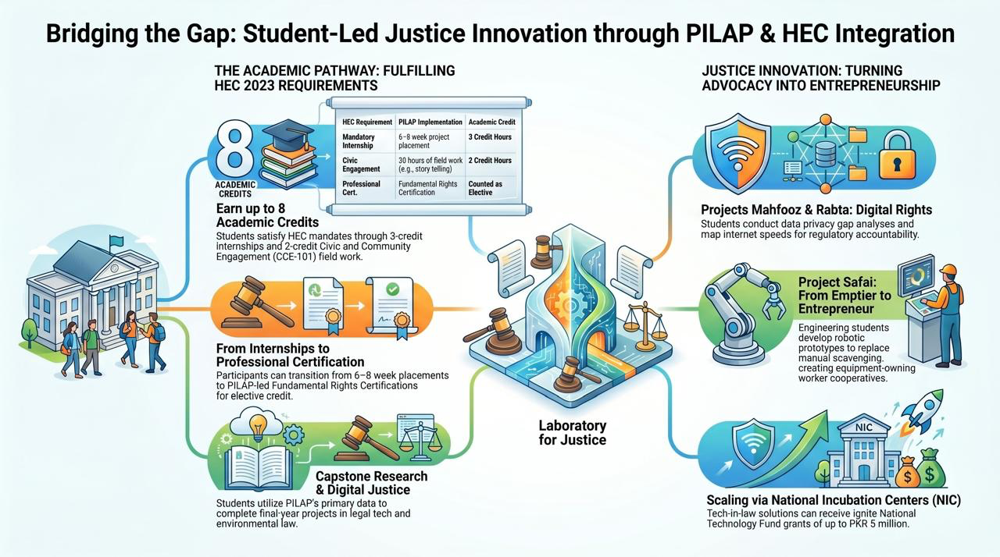 Bridging the Gap: Student-Led Justice Innovation through PILAP & HEC Integration
THE ACADEMIC PATHWAY: FULFILLING
HEC 2023 REQUIREMENTS
8
ACADEMIC
CREDITS
HEC Requirement PILAP Implementation Academic Credit
Mandatory Internship 6–8 week project placement 3 Credit Hours
Civic Engagement 30 hours of field work (e.g., story telling) 2 Credit Hours
Professional Cert. Fundamental Rights Certification Counted as Elective
Earn up to 8
Academic Credits
Students satisfy HEC mandates through 3-credit
internships and 2-credit Civic and Community
Engagement (CCE-101) field work.
From Internships to
Professional Certification
Participants can transition from 6–8 week placements
to PILAP-led Fundamental Rights Certifications
for elective credit.
Capstone Research
& Digital Justice
Students utilize PILAP's primary data to
complete final-year projects in legal tech and
environmental law.
Laboratory
for Justice
JUSTICE INNOVATION: TURNING
ADVOCACY INTO ENTREPRENEURSHIP
Projects Mahfooz & Rabta: Digital Rights
Students conduct data privacy gap analyses and
map internet speeds for regulatory accountability.
Project Safai:
From Emptier to
Entrepreneur
Engineering students
develop robotic
prototypes to replace
manual scavenging.
creating equipment-owning
worker cooperatives.
NIC
$
$
Scaling via National Incubation Centers (NIC)
Tech-in-law solutions can receive ignite National
Technology Fund grants of up to PKR 5 million.